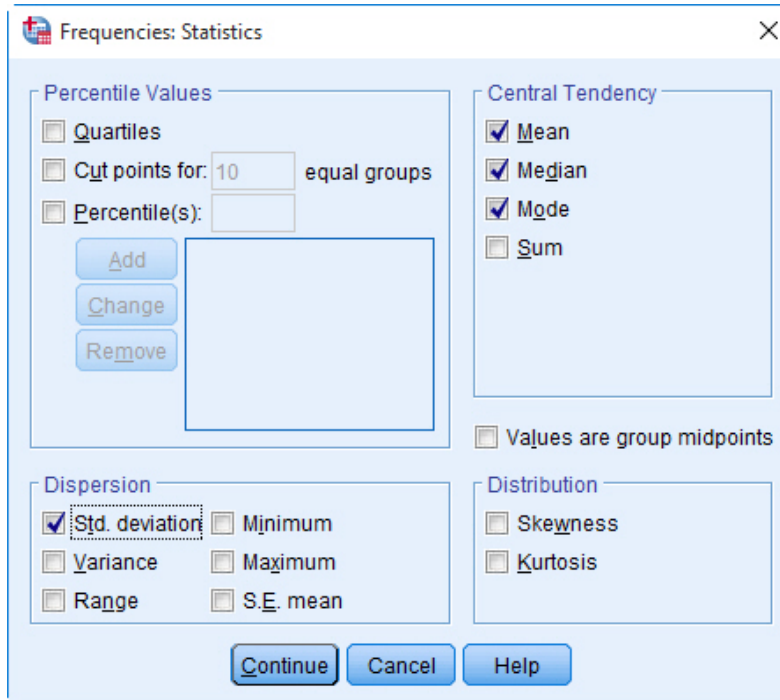 Frequencies: Statistics
Percentile Values
Quartiles
Cut points for: 10 equal groups
Percentile(s):
Add
Change
Remove
Central Tendency
Mean
Median
Mode
Sum
Values are group midpoints
Dispersion
Std. deviation Minimum
Variance Maximum
Range S.E. mean
Distribution
Skewness
Kurtosis
Continue Cancel Help